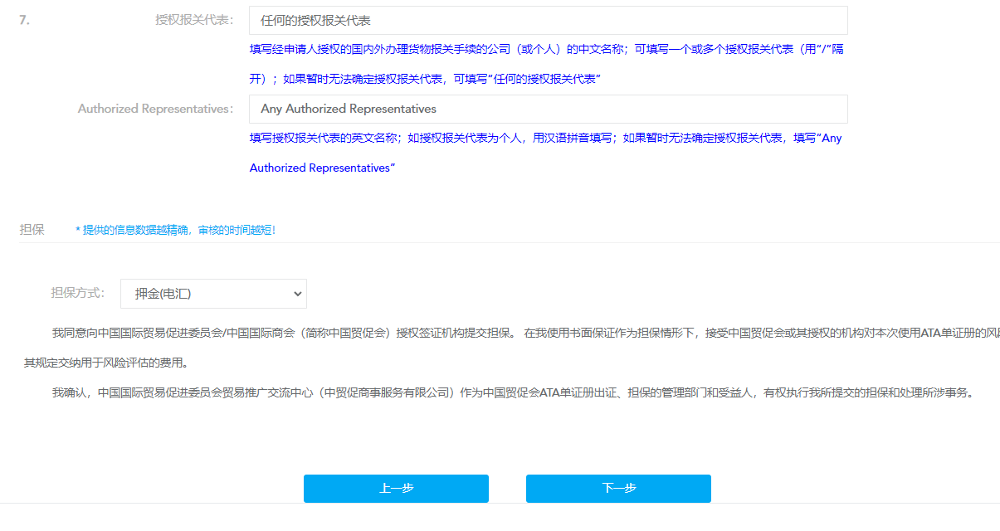 7. 授权报关代表： 任何的授权报关代表
填写经申请人授权的国内外办理货物报关手续的公司（或个人）的中文名称；可填写一个或多个授权报关代表（用“/”隔
开）；如果暂时无法确定授权报关代表，可填写“任何的授权报关代表”
Authorized Representatives： Any Authorized Representatives
填写授权报关代表的英文名称；如授权报关代表为个人，用汉语拼音填写；如果暂时无法确定授权报关代表，填写“Any
Authorized Representatives”
担保 * 提供的信息数据越精确，审核的时间越短！
担保方式： 押金(电汇)
我同意向中国国际贸易促进委员会/中国国际商会（简称中国贸促会）授权签证机构提交担保。 在我使用书面保证作为担保情形下，接受中国贸促会或其授权的机构对本次使用ATA单证册的风
其规定交纳用于风险评估的费用。
我确认，中国国际贸易促进委员会贸易推广交流中心（中贸促商事服务有限公司）作为中国贸促会ATA单证册出证、担保的管理部门和受益人，有权执行我所提交的担保和处理所涉事务。
上一步 下一步